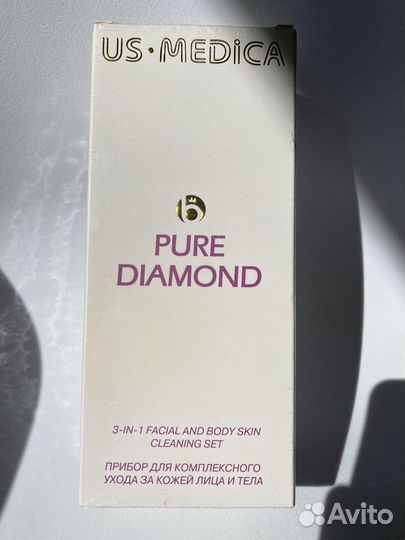 US·MEDICA
PURE
DIAMOND
3-IN-1 FACIAL AND BODY SKIN
CLEANING SET
ПРИБОР ДЛЯ КОМПЛЕКСНОГО
УХОДА ЗА КОЖЕЙ ЛИЦА И ТЕЛА
Avito